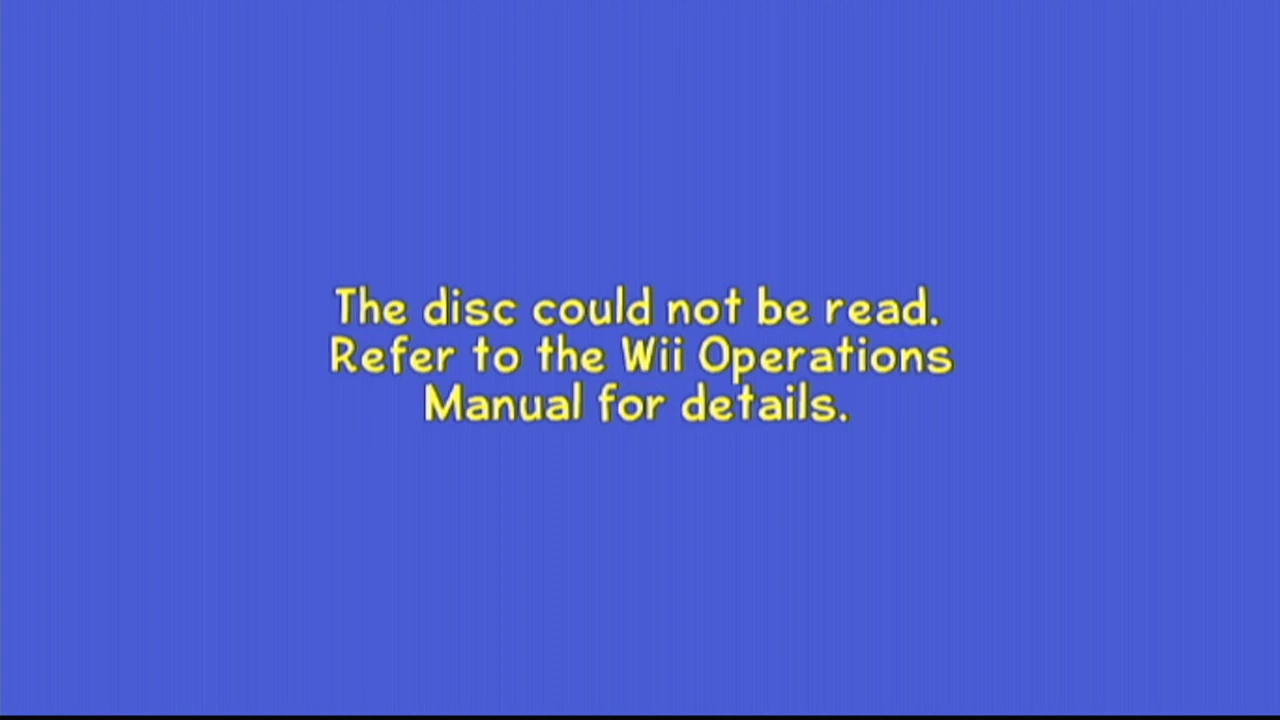 The disc could not be read.
Refer to the Wii Operations
Manual for details.